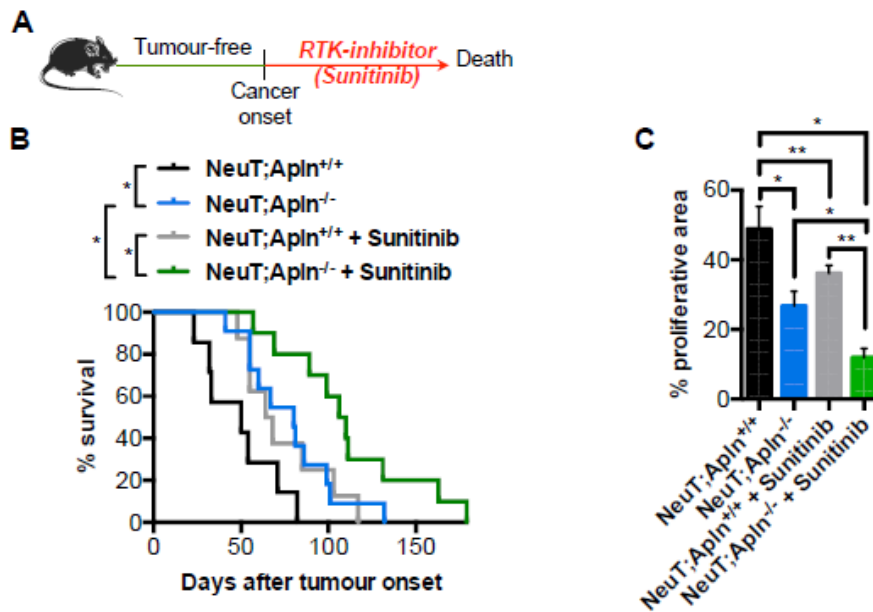 A
Tumour-free
RTK-inhibitor
(Sunitinib)
Death
Cancer
onset
B
* NeuT;Apln+/+
NeuT;Apln-/-
* * NeuT;Apln+/+ + Sunitinib
NeuT;Apln-/- + Sunitinib
% survival
100
80
60
40
20
0
0 50 100 150
Days after tumour onset
C
*
**
* *
**
% proliferative area
60
40
20
0
NeuT;Apln+/+
NeuT;Apln-/-
NeuT;Apln+/+ + Sunitinib
NeuT;Apln-/- + Sunitinib